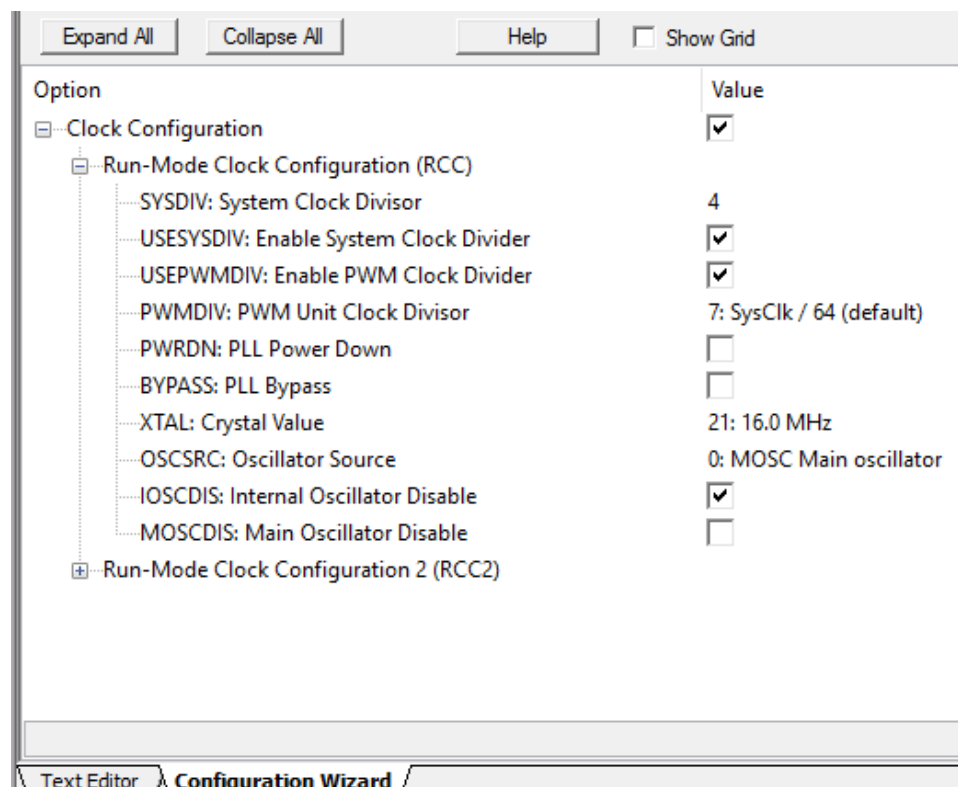 Expand All Collapse All Help Show Grid
Option Value
Clock Configuration
Run-Mode Clock Configuration (RCC)
SYSDIV: System Clock Divisor 4
USESYSDIV: Enable System Clock Divider
USEPWMDIV: Enable PWM Clock Divider
PWMDIV: PWM Unit Clock Divisor 7: SysClk / 64 (default)
PWRDN: PLL Power Down
BYPASS: PLL Bypass
XTAL: Crystal Value 21: 16.0 MHz
OSCSRC: Oscillator Source 0: MOSC Main oscillator
IOSCDIS: Internal Oscillator Disable
MOSCDIS: Main Oscillator Disable
Run-Mode Clock Configuration 2 (RCC2)
Text Editor Configuration Wizard